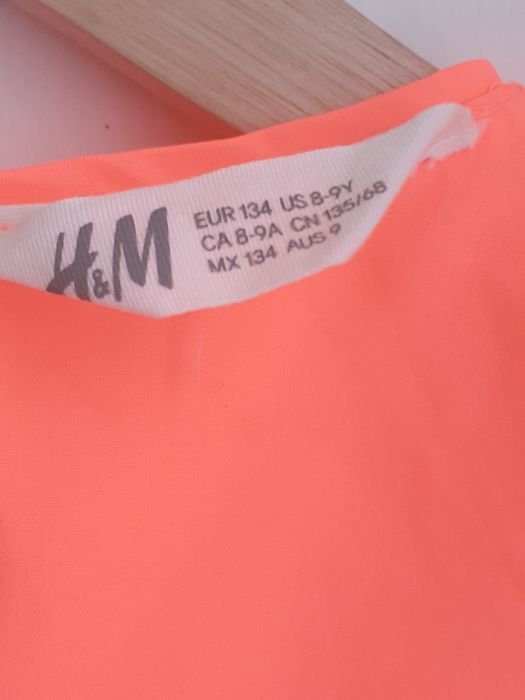 H&M
EUR 134 US 8-9Y
CA 8-9A CN 135/68
MX 134 AUS 9